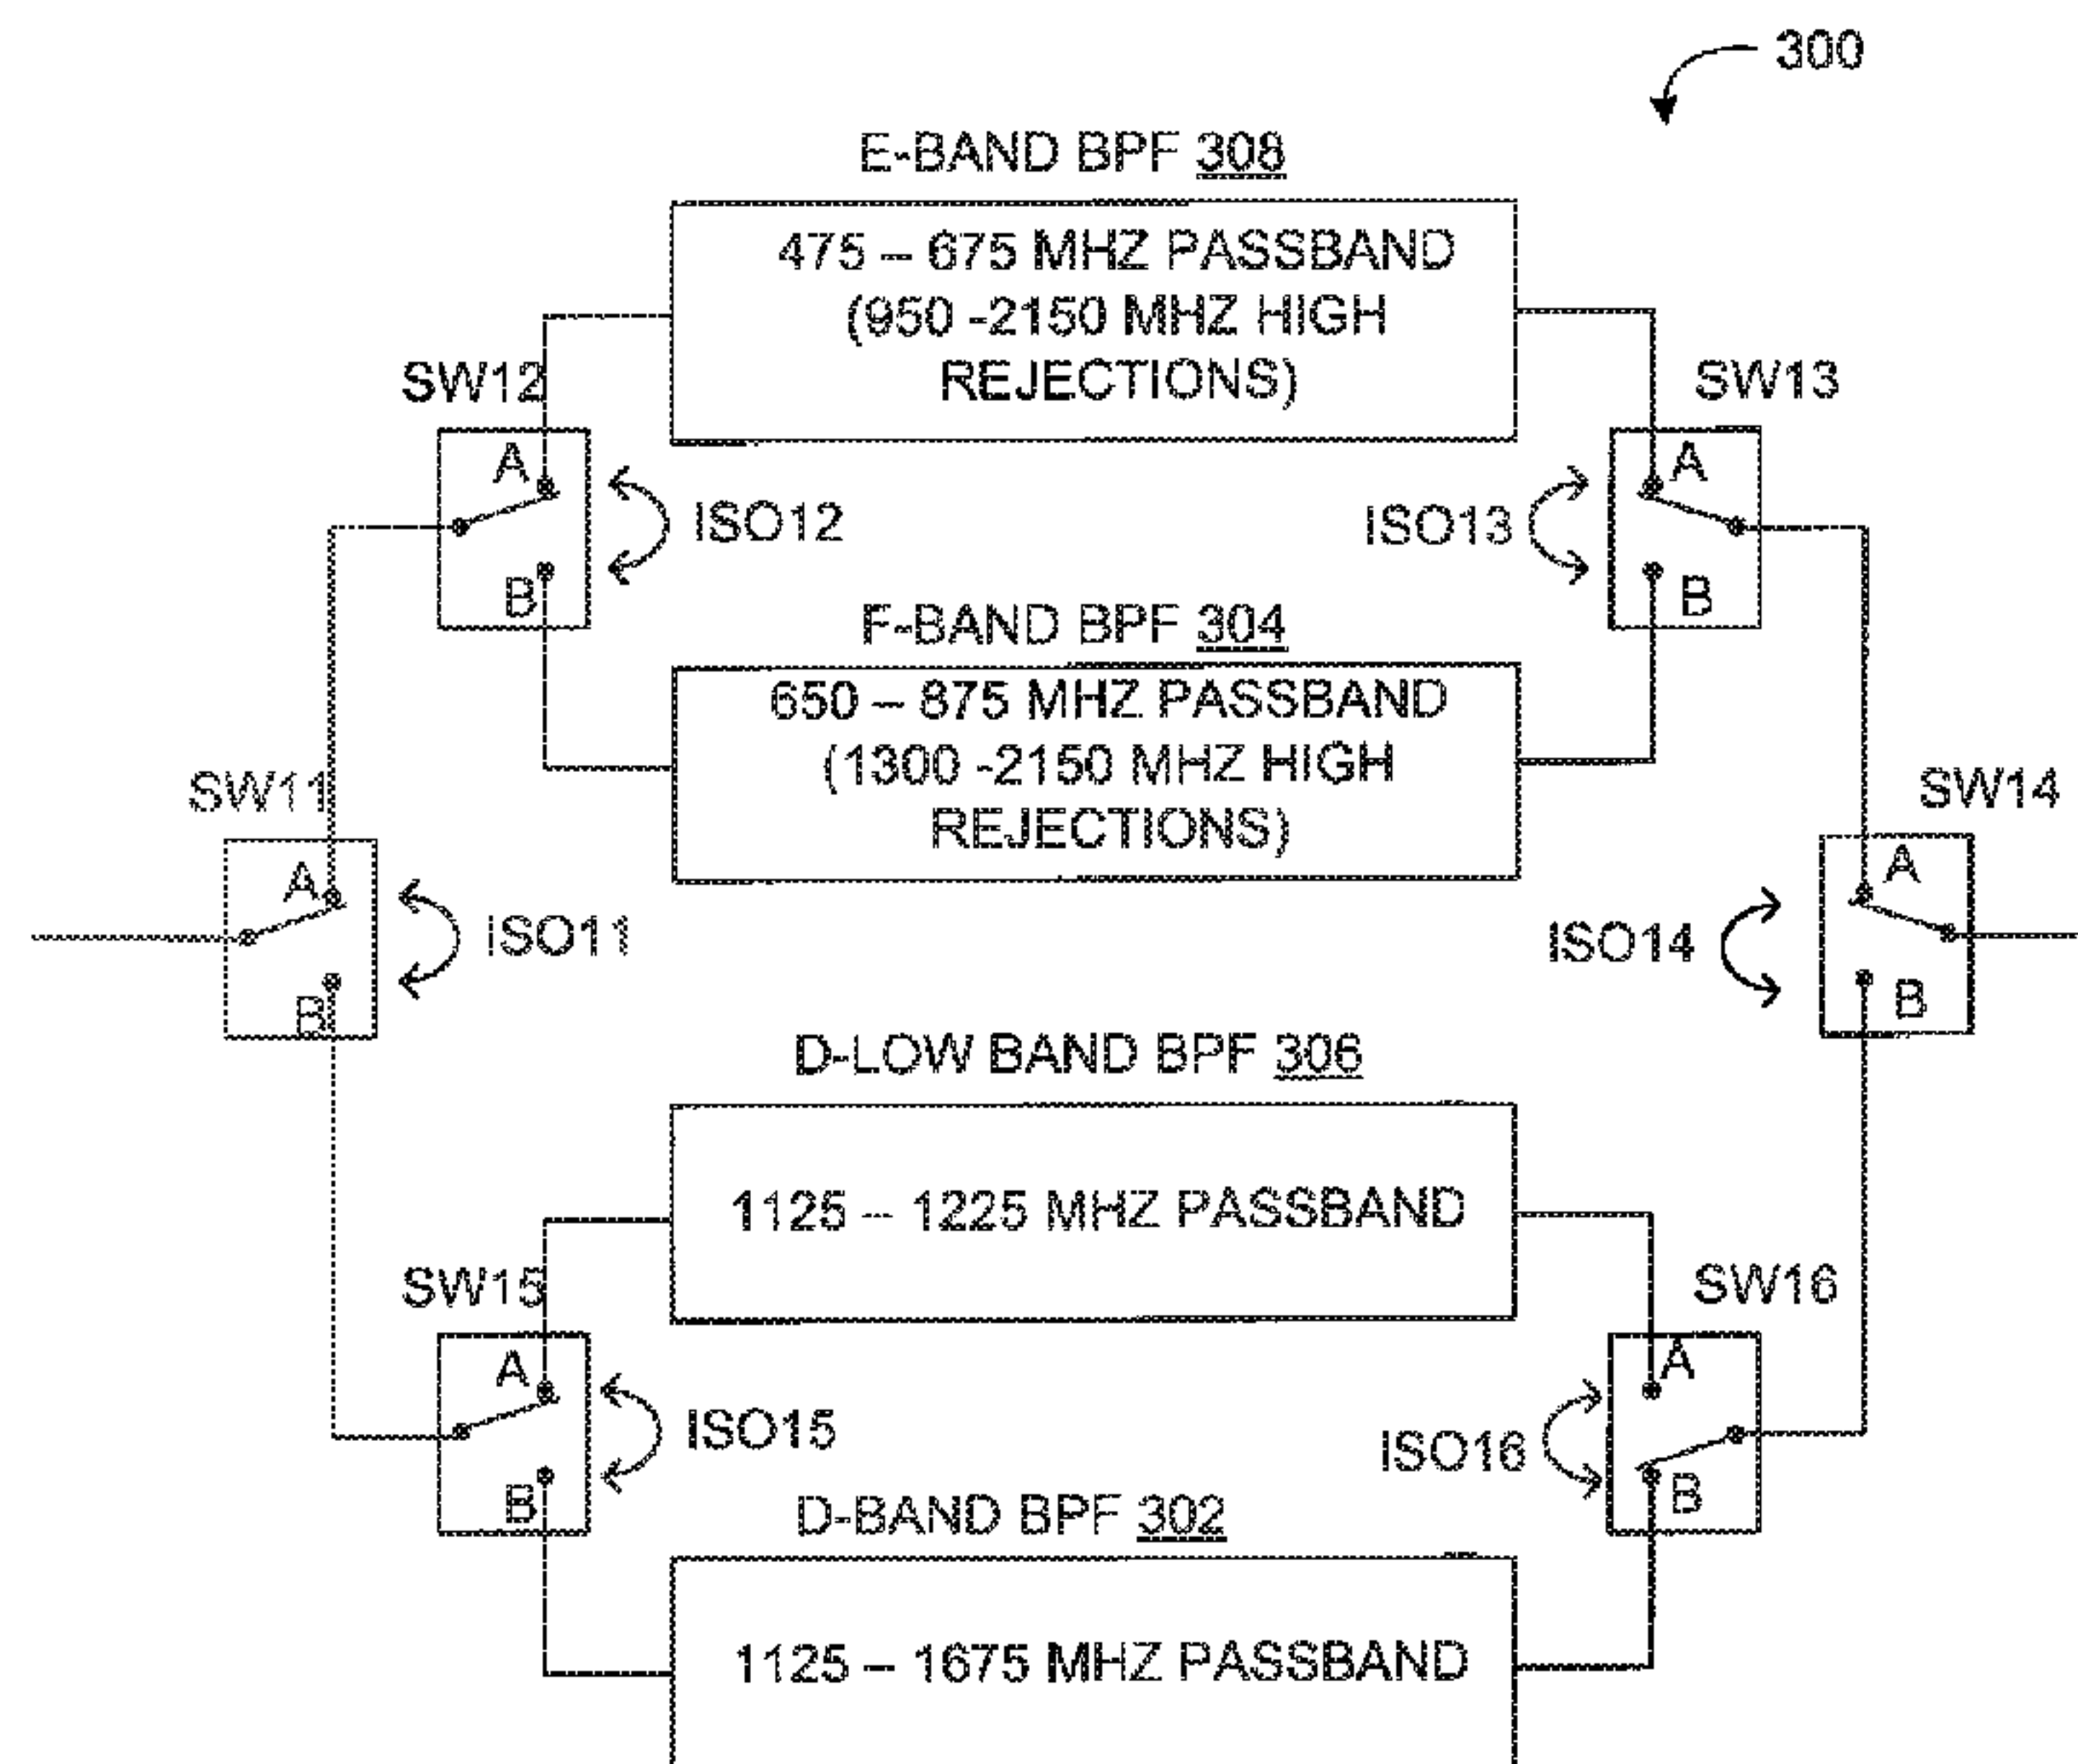 300
E-BAND BPF 308
475 – 675 MHZ PASSBAND
(950 -2150 MHZ HIGH
REJECTIONS)
SW12
SW13
A
A
ISO12
ISO13
B
B
F-BAND BPF 304
650 – 875 MHZ PASSBAND
(1300 -2150 MHZ HIGH
REJECTIONS)
SW11
SW14
A
A
ISO11
ISO14
B
B
D-LOW BAND BPF 306
1125 – 1225 MHZ PASSBAND
SW15
SW16
A
A
ISO15
ISO16
B
B
D-BAND BPF 302
1125 – 1675 MHZ PASSBAND